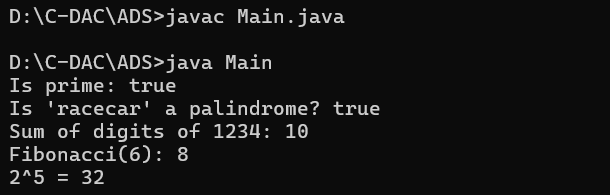 D:\C-DAC\ADS>javac Main.java
D:\C-DAC\ADS>java Main
Is prime: true
Is 'racecar' a palindrome? true
Sum of digits of 1234: 10
Fibonacci(6): 8
2^5 = 32